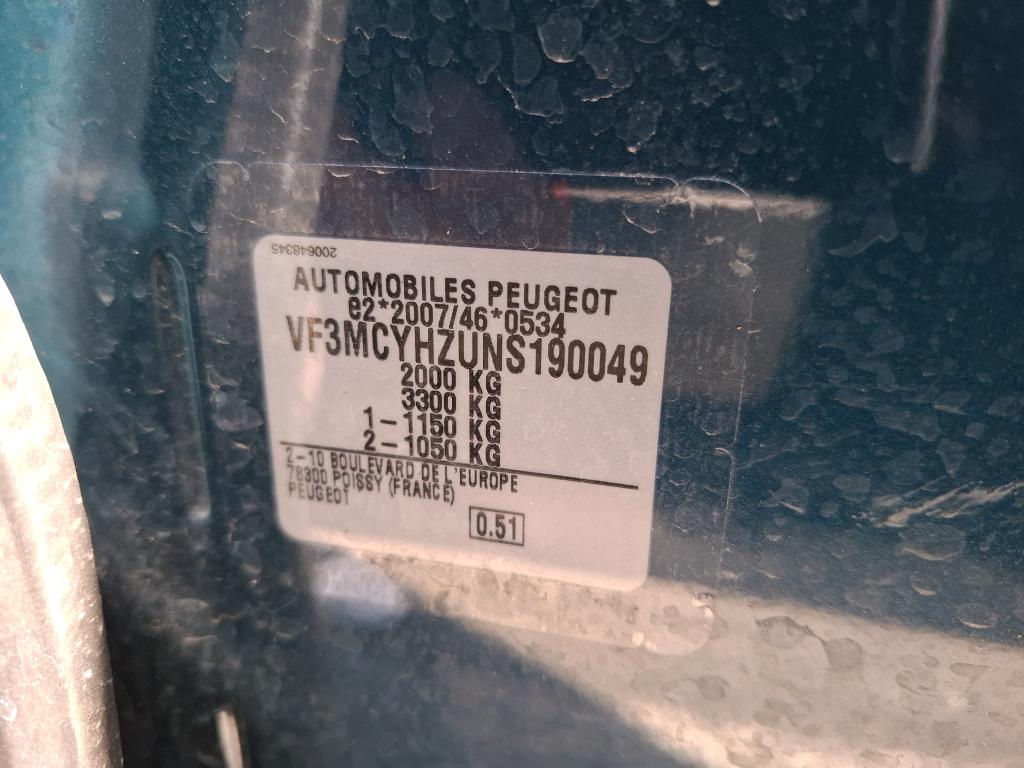 200648345
AUTOMOBILES PEUGEOT
e2*2007/46*0534
VF3MCYHZUNS190049
2000 KG
3300 KG
1-1150 KG
2-1050 KG
2-10 BOULEVARD DE L'EUROPE
78300 POISSY (FRANCE)
PEUGEOT
0.51